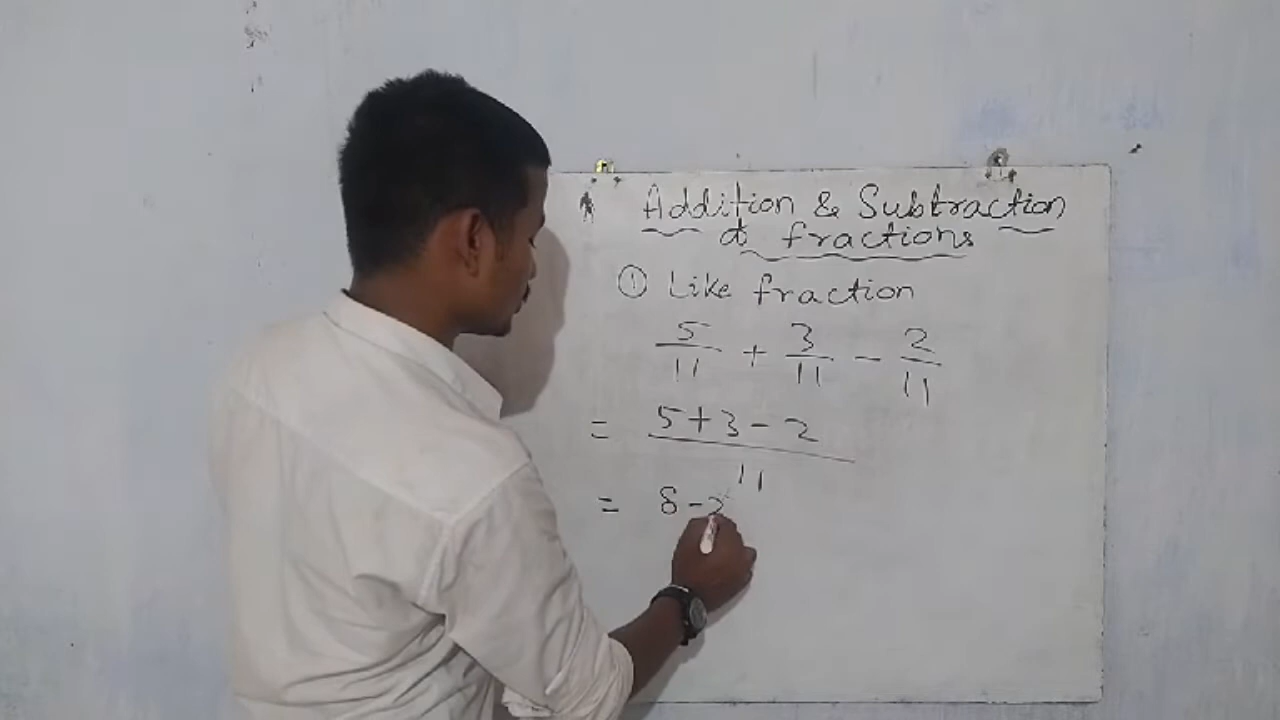 Addition & Subtraction
of fractions
① Like fraction
5/11 + 3/11 - 2/11
= 5+3-2/11
= 8-2